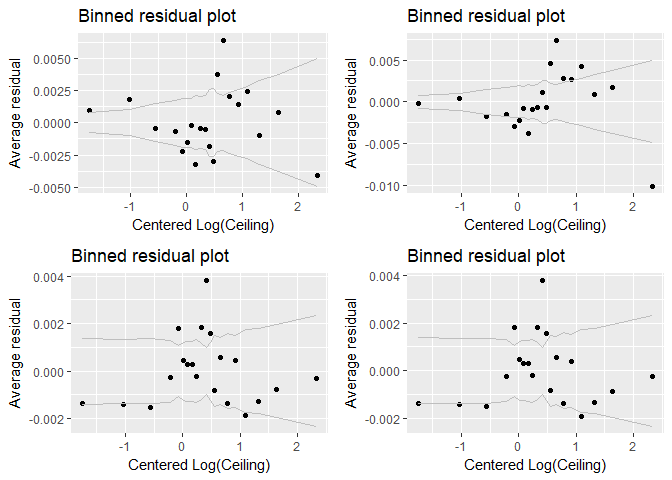 Binned residual plot
Average residual
0.0050
0.0025
0.0000
-0.0025
-0.0050
-1
0
1
2
Centered Log(Ceiling)
Binned residual plot
Average residual
0.005
0.000
-0.005
-0.010
-1
0
1
2
Centered Log(Ceiling)
Binned residual plot
Average residual
0.004
0.002
0.000
-0.002
-1
0
1
2
Centered Log(Ceiling)
Binned residual plot
Average residual
0.004
0.002
0.000
-0.002
-1
0
1
2
Centered Log(Ceiling)